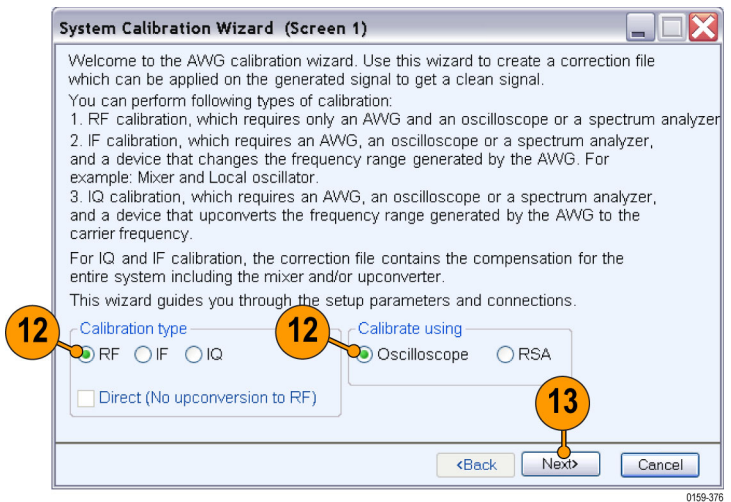 System Calibration Wizard (Screen 1)
Welcome to the AWG calibration wizard. Use this wizard to create a correction file
which can be applied on the generated signal to get a clean signal.
You can perform following types of calibration:
1. RF calibration, which requires only an AWG and an oscilloscope or a spectrum analyzer
2. IF calibration, which requires an AWG, an oscilloscope or a spectrum analyzer,
and a device that changes the frequency range generated by the AWG. For
example: Mixer and Local oscillator.
3. IQ calibration, which requires an AWG, an oscilloscope or a spectrum analyzer,
and a device that upconverts the frequency range generated by the AWG to the
carrier frequency.
For IQ and IF calibration, the correction file contains the compensation for the
entire system including the mixer and/or upconverter.
This wizard guides you through the setup parameters and connections.
12
Calibration type
RF IF IQ
Direct (No upconversion to RF)
12
Calibrate using
Oscilloscope RSA
13
<Back Next> Cancel
0159-376